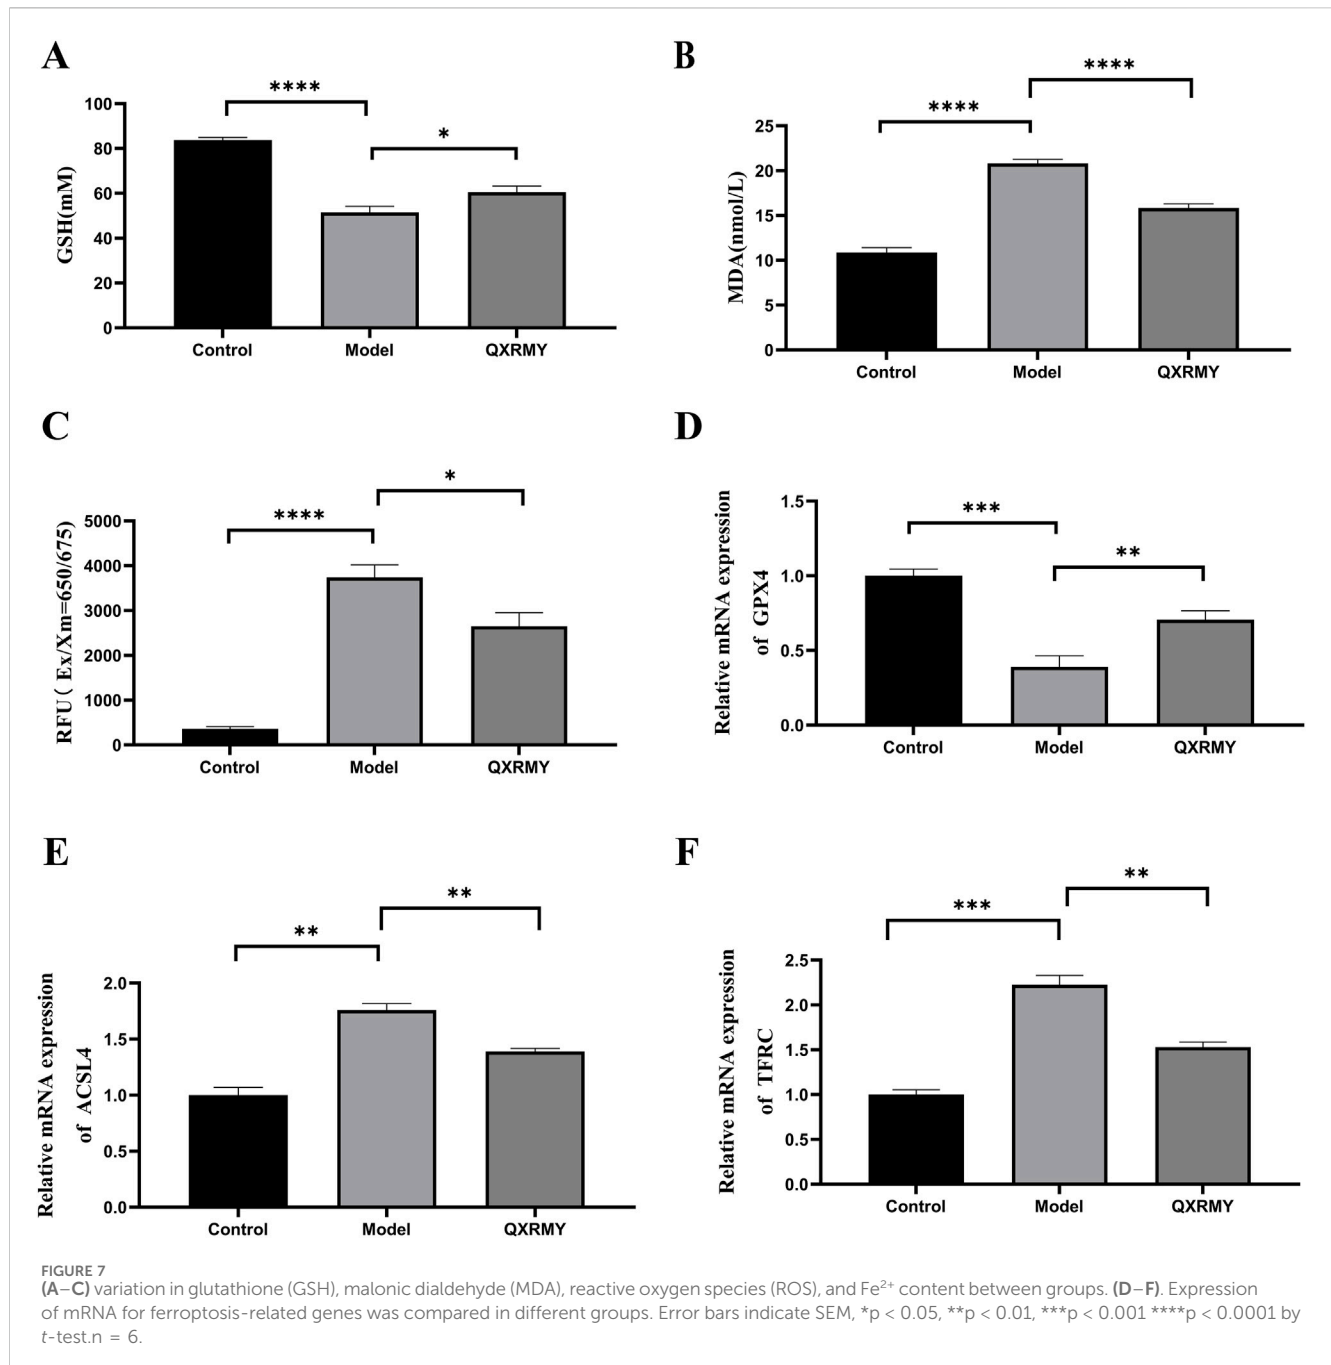 A
****
*
GSH(mM)
100
80
60
40
20
0
Control Model QXRMY
B
****
****
MDA(nmol/L)
25
20
15
10
5
0
Control Model QXRMY
C
*
****
RFU( Ex/Xm=650/675)
5000
4000
3000
2000
1000
0
Control Model QXRMY
D
***
**
Relative mRNA expression
of GPX4
1.5
1.0
0.5
0.0
Control Model QXRMY
E
**
**
Relative mRNA expression
of ACSL4
2.0
1.5
1.0
0.5
0.0
Control Model QXRMY
F
**
***
Relative mRNA expression
of TFRC
2.5
2.0
1.5
1.0
0.5
0.0
Control Model QXRMY
FIGURE 7
(A–C) variation in glutathione (GSH), malonic dialdehyde (MDA), reactive oxygen species (ROS), and Fe²⁺ content between groups. (D–F). Expression
of mRNA for ferroptosis-related genes was compared in different groups. Error bars indicate SEM, *p < 0.05, **p < 0.01, ***p < 0.001 ****p < 0.0001 by
t-test.n = 6.